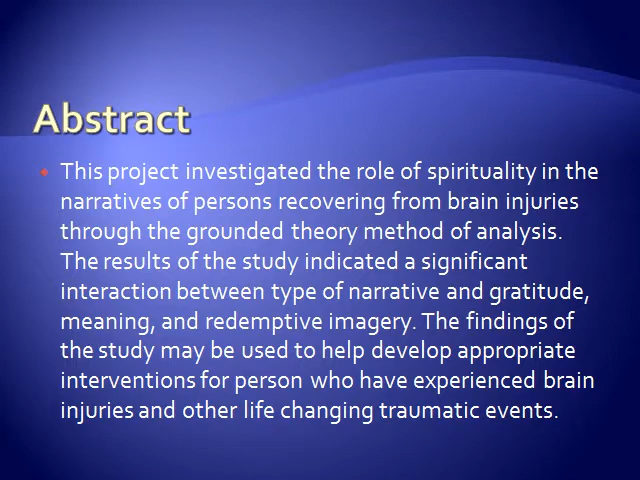 Abstract
This project investigated the role of spirituality in the
narratives of persons recovering from brain injuries
through the grounded theory method of analysis.
The results of the study indicated a significant
interaction between type of narrative and gratitude,
meaning, and redemptive imagery. The findings of
the study may be used to help develop appropriate
interventions for person who have experienced brain
injuries and other life changing traumatic events.